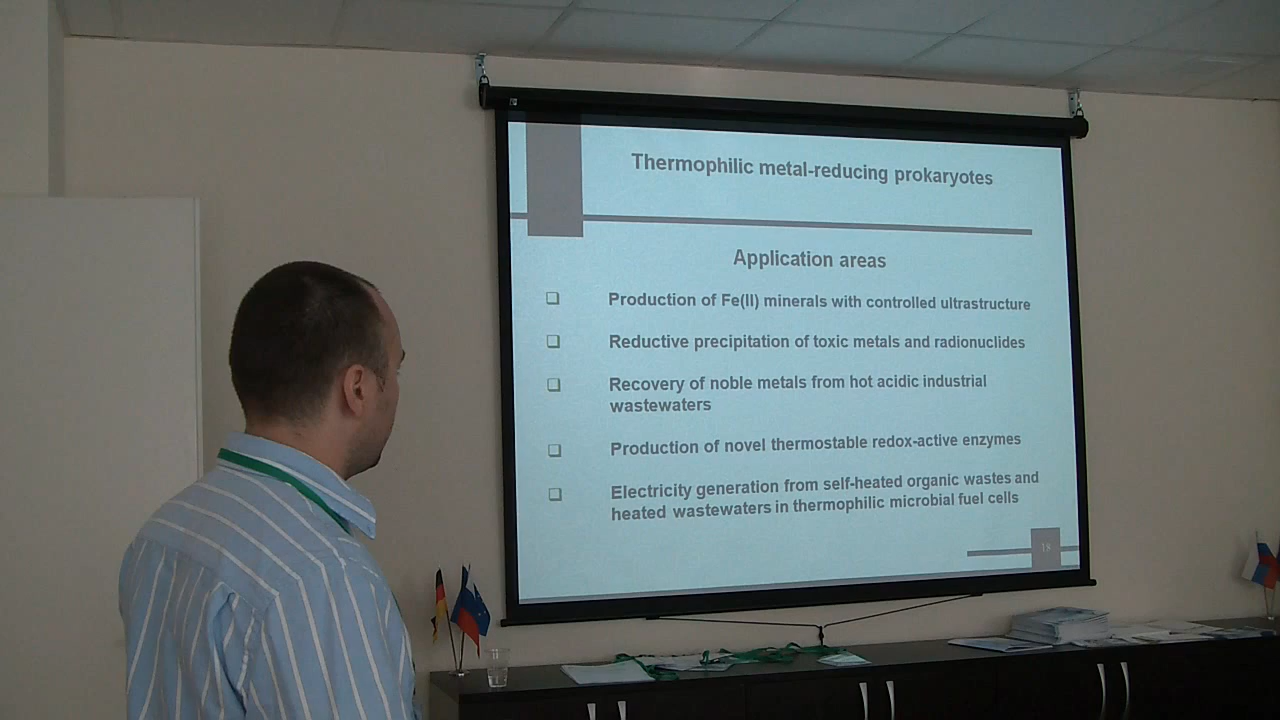 Thermophilic metal-reducing prokaryotes
Application areas
Production of Fe(II) minerals with controlled ultrastructure
Reductive precipitation of toxic metals and radionuclides
Recovery of noble metals from hot acidic industrial
wastewaters
Production of novel thermostable redox-active enzymes
Electricity generation from self-heated organic wastes and
heated wastewaters in thermophilic microbial fuel cells
18